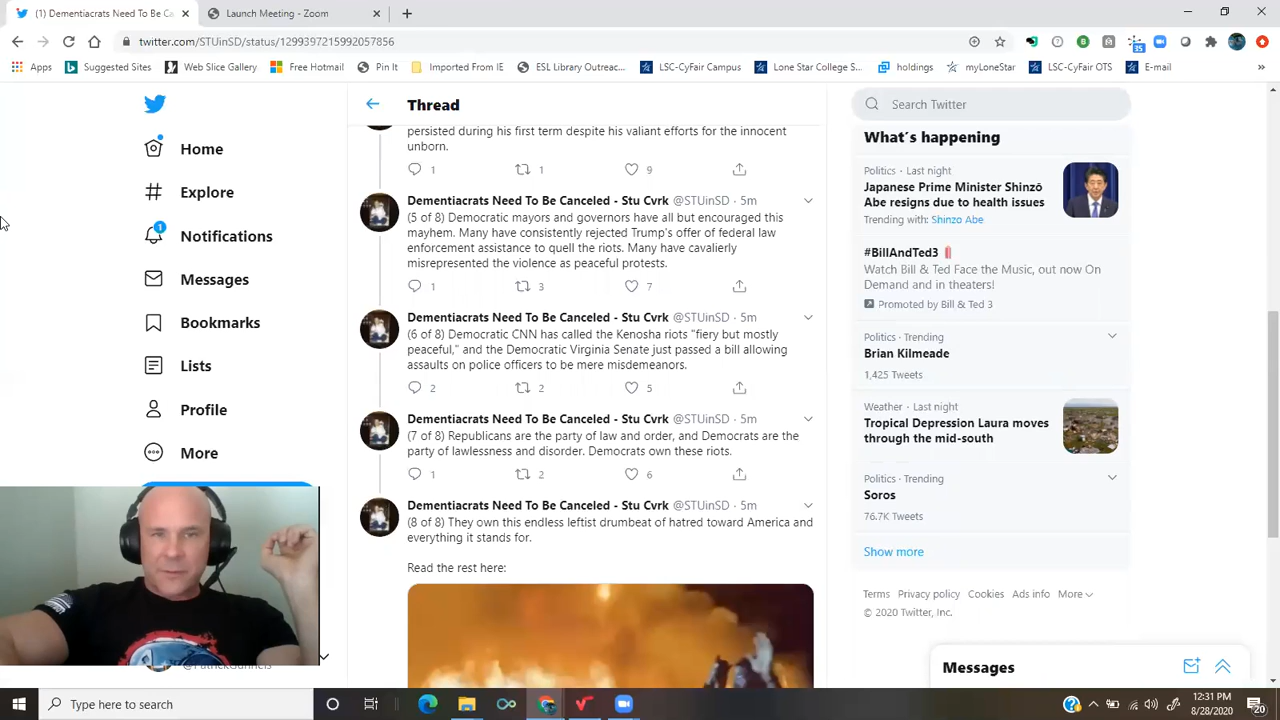 (1) Dementiacrats Need To Be Ca
Launch Meeting - Zoom
twitter.com/STUinSD/status/1299397215992057856
35
Apps
Suggested Sites
Web Slice Gallery
Free Hotmail
Pin It
Imported From IE
ESL Library Outreac...
LSC-CyFair Campus
Lone Star College S...
holdings
myLoneStar
LSC-CyFair OTS
E-mail
Home
Explore
1
Notifications
Messages
Bookmarks
Lists
Profile
More
Thread
persisted during his first term despite his valiant efforts for the innocent
unborn.
1 1 9
Dementiacrats Need To Be Canceled - Stu Cvrk @STUinSD · 5m
(5 of 8) Democratic mayors and governors have all but encouraged this
mayhem. Many have consistently rejected Trump's offer of federal law
enforcement assistance to quell the riots. Many have cavalierly
misrepresented the violence as peaceful protests.
1 3 7
Dementiacrats Need To Be Canceled - Stu Cvrk @STUinSD · 5m
(6 of 8) Democratic CNN has called the Kenosha riots "fiery but mostly
peaceful," and the Democratic Virginia Senate just passed a bill allowing
assaults on police officers to be mere misdemeanors.
2 2 5
Dementiacrats Need To Be Canceled - Stu Cvrk @STUinSD · 5m
(7 of 8) Republicans are the party of law and order, and Democrats are the
party of lawlessness and disorder. Democrats own these riots.
1 2 6
Dementiacrats Need To Be Canceled - Stu Cvrk @STUinSD · 5m
(8 of 8) They own this endless leftist drumbeat of hatred toward America and
everything it stands for.
Read the rest here:
Search Twitter
What's happening
Politics · Last night
Japanese Prime Minister Shinzō
Abe resigns due to health issues
Trending with: Shinzo Abe
#BillAndTed3
Watch Bill & Ted Face the Music, out now On
Demand and in theaters!
Promoted by Bill & Ted 3
Politics · Trending
Brian Kilmeade
1,425 Tweets
Weather · Last night
Tropical Depression Laura moves
through the mid-south
Politics · Trending
Soros
76.7K Tweets
Show more
Terms Privacy policy Cookies Ads info More
© 2020 Twitter, Inc.
Messages
Type here to search
12:31 PM
8/28/2020
20